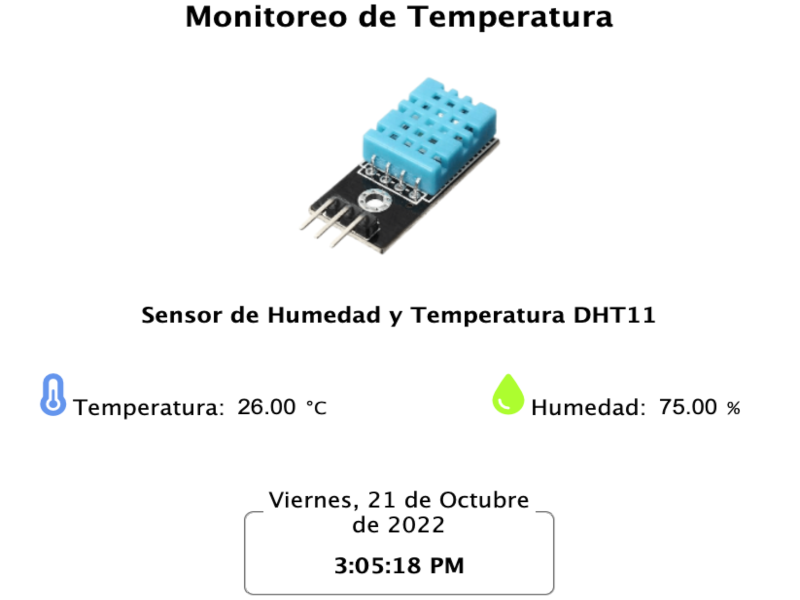 Monitoreo de Temperatura
Sensor de Humedad y Temperatura DHT11
Temperatura: 26.00 °C
Humedad: 75.00 %
Viernes, 21 de Octubre
de 2022
3:05:18 PM